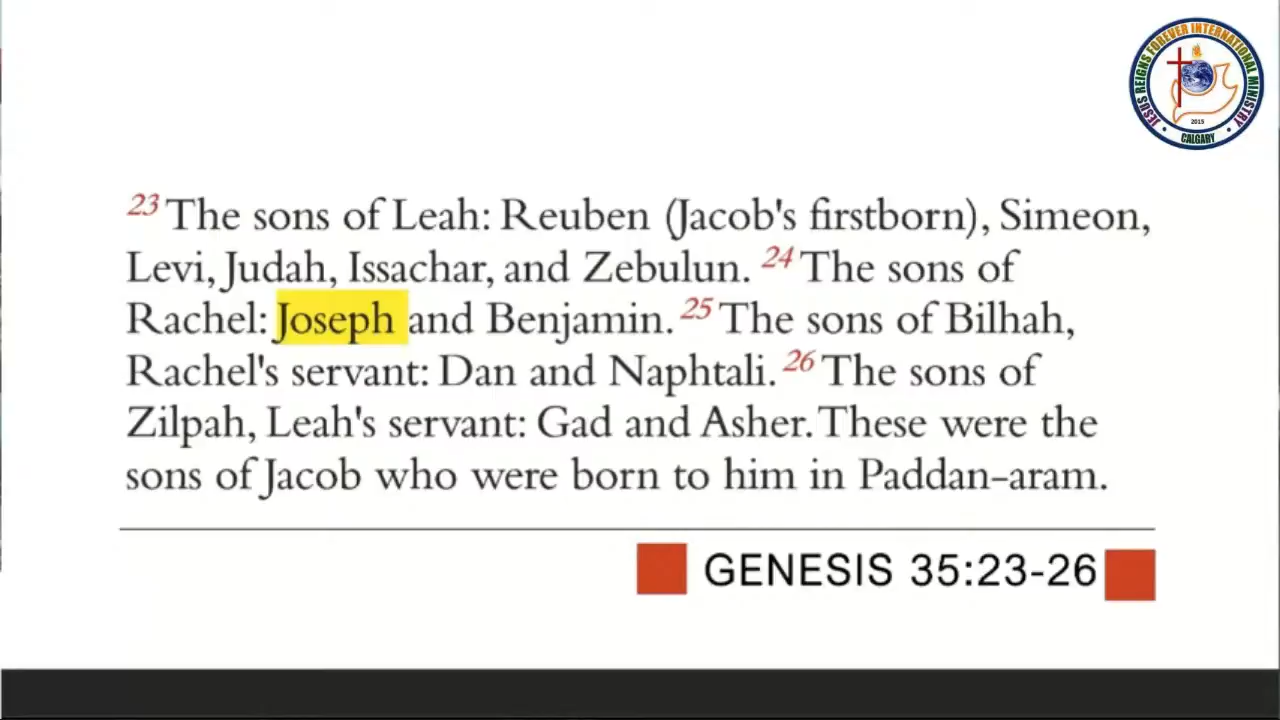 JESUS REIGNS FOREVER INTERNATIONAL MINISTRY
2015
• CALGARY •
23 The sons of Leah: Reuben (Jacob's firstborn), Simeon,
Levi, Judah, Issachar, and Zebulun. 24 The sons of
Rachel: Joseph and Benjamin. 25 The sons of Bilhah,
Rachel's servant: Dan and Naphtali. 26 The sons of
Zilpah, Leah's servant: Gad and Asher. These were the
sons of Jacob who were born to him in Paddan-aram.
GENESIS 35:23-26